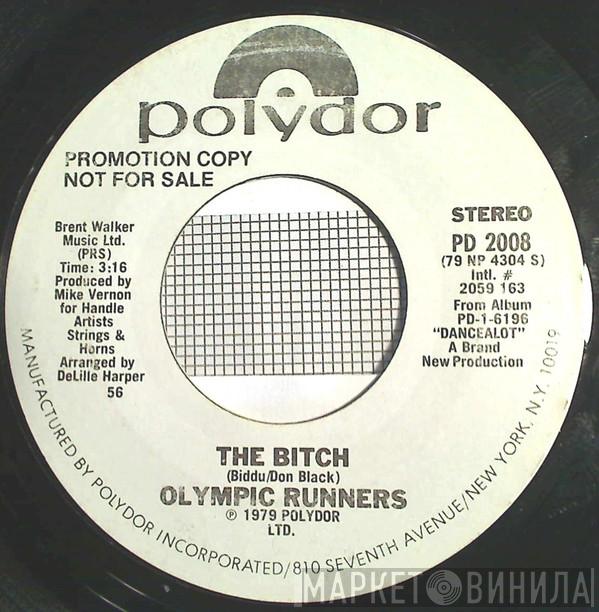 polydor
PROMOTION COPY
NOT FOR SALE
Brent Walker
Music Ltd.
(PRS)
Time: 3:16
Produced by
Mike Vernon
for Handle
Artists
Strings &
Horns
Arranged by
DeLille Harper
56
STEREO
PD 2008
(79 NP 4304 S)
Intl. #
2059 163
From Album
PD-1-6196
"DANCEALOT"
A Brand
New Production
THE BITCH
(Biddu/Don Black)
OLYMPIC RUNNERS
℗ 1979 POLYDOR
LTD.
MANUFACTURED BY POLYDOR INCORPORATED/810 SEVENTH AVENUE/NEW YORK, N.Y. 10019
МАРКЕТ ВИНИЛА